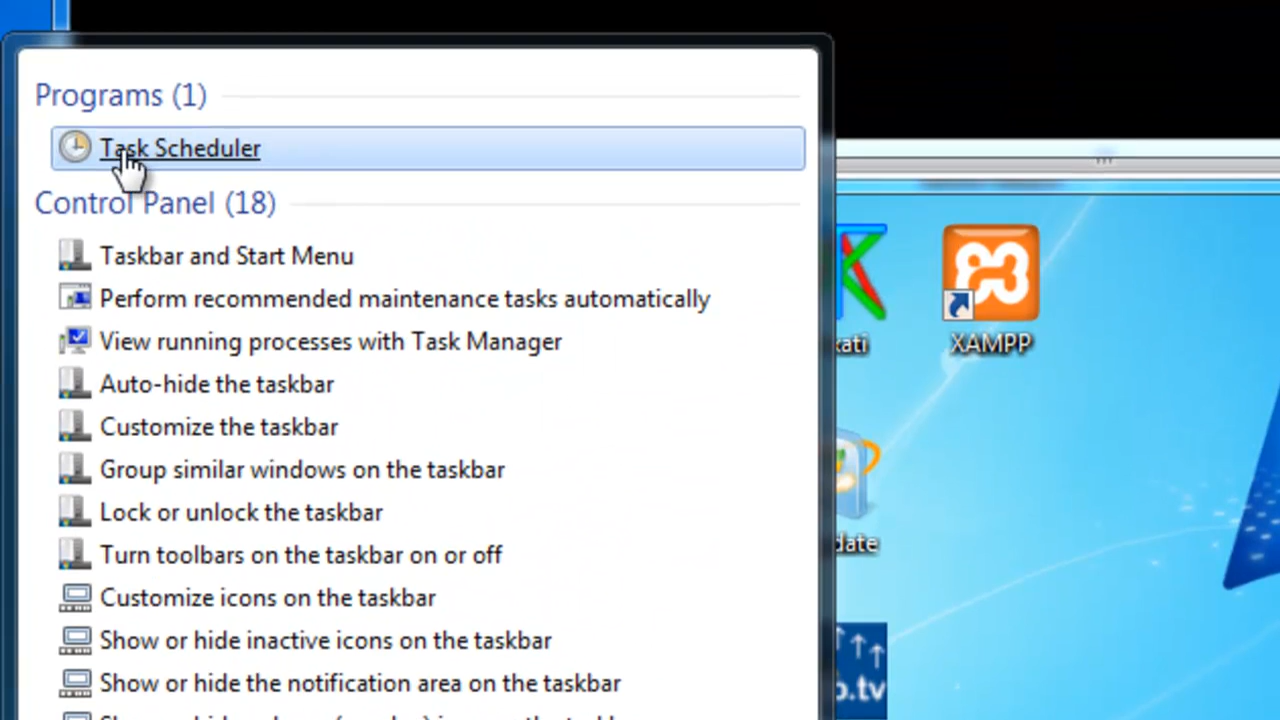 Programs (1)
Task Scheduler
Control Panel (18)
Taskbar and Start Menu
Perform recommended maintenance tasks automatically
View running processes with Task Manager
Auto-hide the taskbar
Customize the taskbar
Group similar windows on the taskbar
Lock or unlock the taskbar
Turn toolbars on the taskbar on or off
Customize icons on the taskbar
Show or hide inactive icons on the taskbar
Show or hide the notification area on the taskbar
XAMPP